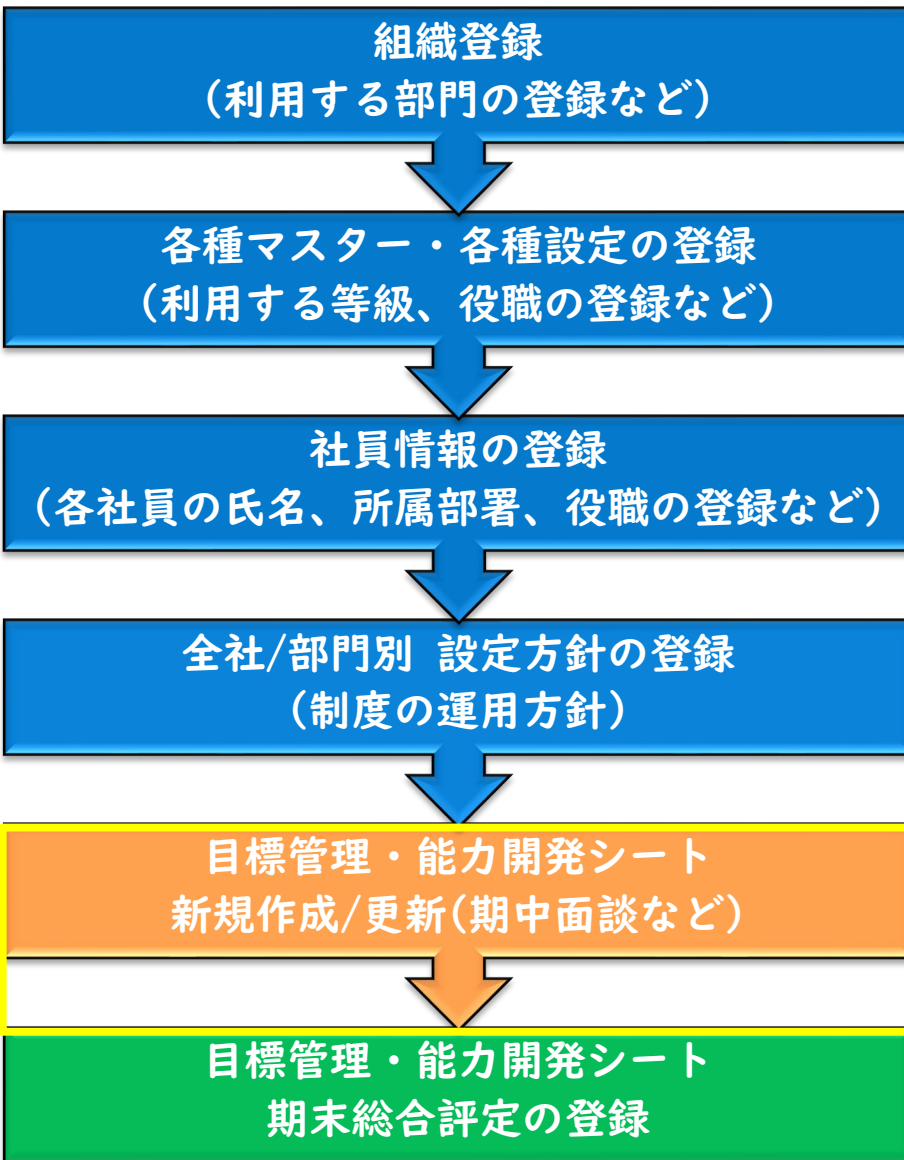 組織登録
（利用する部門の登録など）
各種マスター・各種設定の登録
（利用する等級、役職の登録など）
社員情報の登録
（各社員の氏名、所属部署、役職の登録など）
全社/部門別 設定方針の登録
（制度の運用方針）
目標管理・能力開発シート
新規作成/更新(期中面談など)
目標管理・能力開発シート
期末総合評定の登録